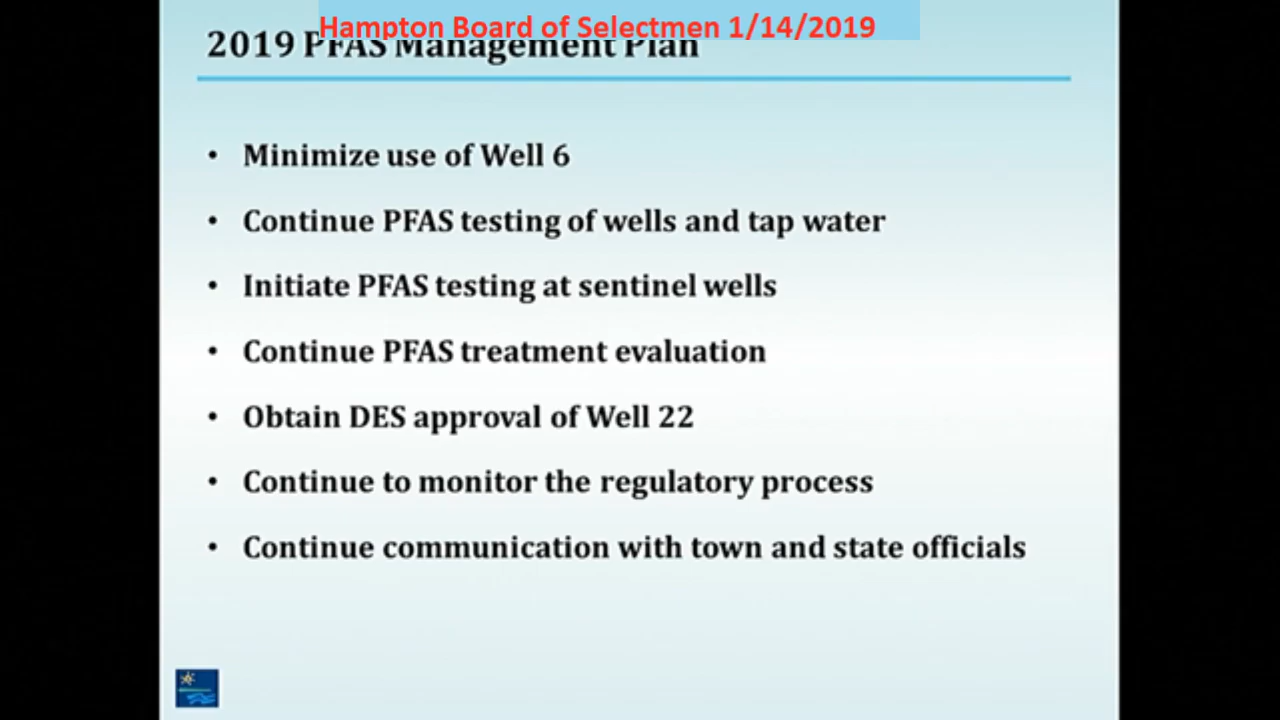 Hampton Board of Selectmen 1/14/2019
2019 PFAS Management Plan
• Minimize use of Well 6
• Continue PFAS testing of wells and tap water
• Initiate PFAS testing at sentinel wells
• Continue PFAS treatment evaluation
• Obtain DES approval of Well 22
• Continue to monitor the regulatory process
• Continue communication with town and state officials